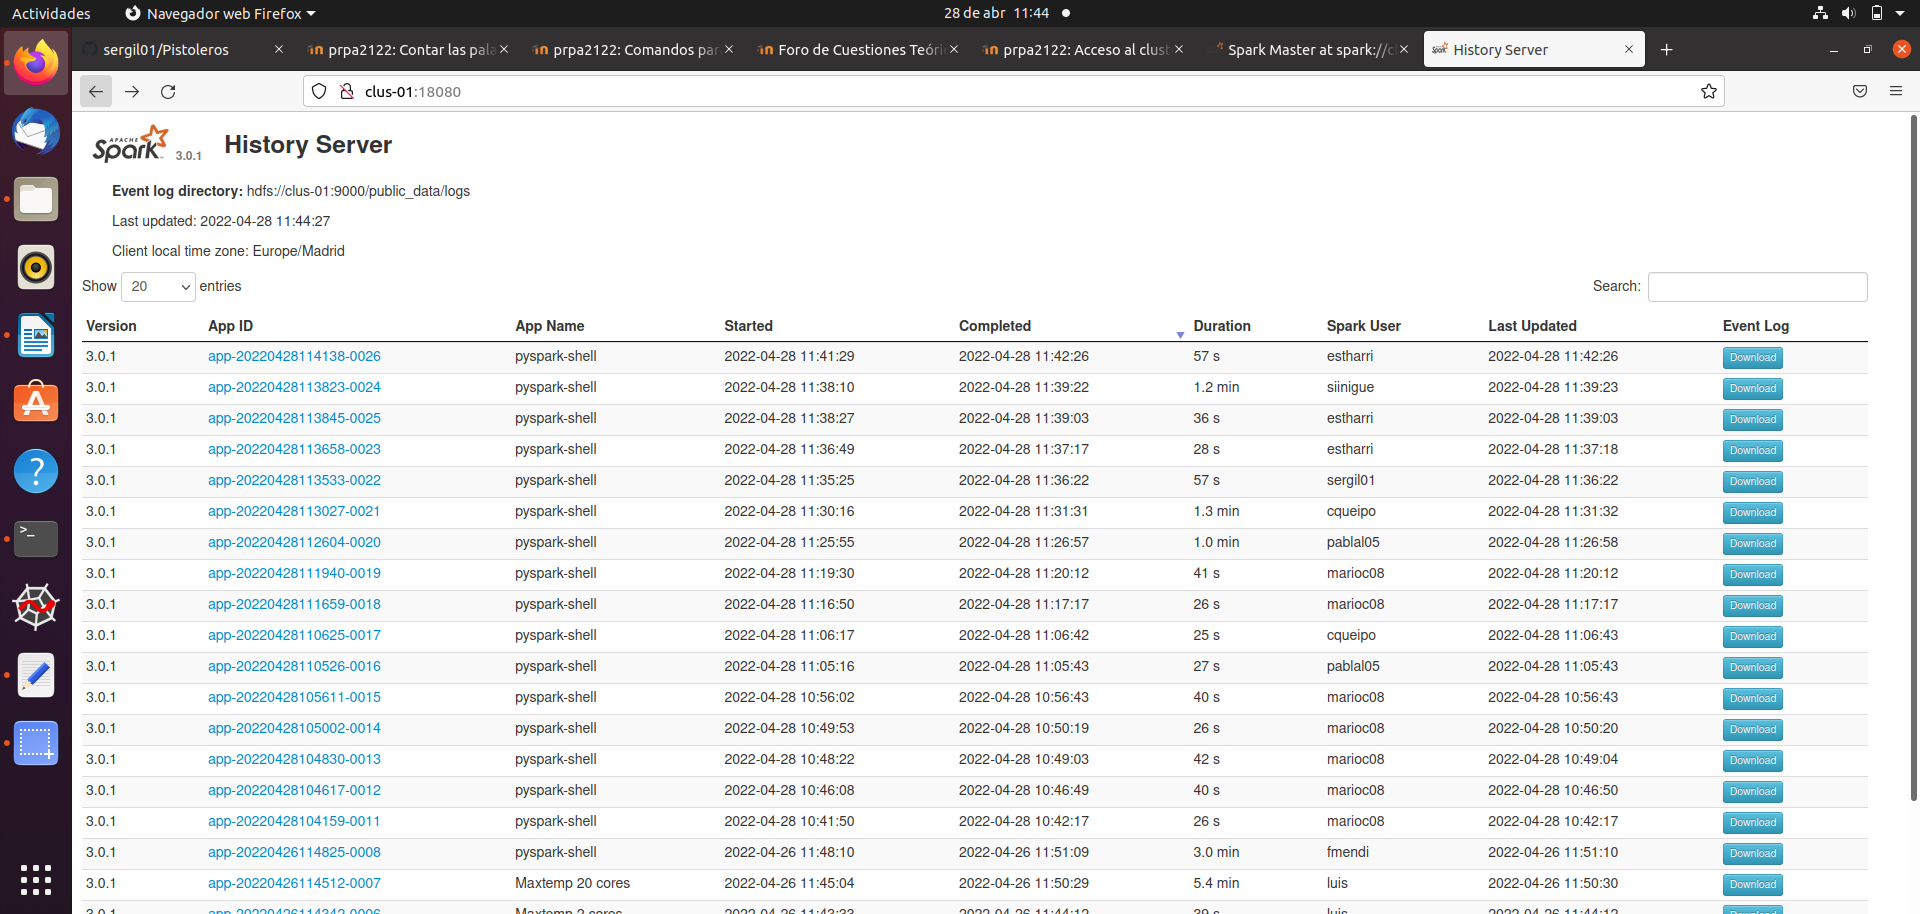 Actividades Navegador web Firefox 28 de abr 11:44
sergil01/Pistoleros prpa2122: Contar las pala prpa2122: Comandos par Foro de Cuestiones Teóri prpa2122: Acceso al clust Spark Master at spark://cl History Server
clus-01:18080
APACHE Spark 3.0.1 History Server
Event log directory: hdfs://clus-01:9000/public_data/logs
Last updated: 2022-04-28 11:44:27
Client local time zone: Europe/Madrid
Show 20 entries Search:
Version App ID App Name Started Completed Duration Spark User Last Updated Event Log
3.0.1 app-20220428114138-0026 pyspark-shell 2022-04-28 11:41:29 2022-04-28 11:42:26 57 s estharri 2022-04-28 11:42:26 Download
3.0.1 app-20220428113823-0024 pyspark-shell 2022-04-28 11:38:10 2022-04-28 11:39:22 1.2 min siinigue 2022-04-28 11:39:23 Download
3.0.1 app-20220428113845-0025 pyspark-shell 2022-04-28 11:38:27 2022-04-28 11:39:03 36 s estharri 2022-04-28 11:39:03 Download
3.0.1 app-20220428113658-0023 pyspark-shell 2022-04-28 11:36:49 2022-04-28 11:37:17 28 s estharri 2022-04-28 11:37:18 Download
3.0.1 app-20220428113533-0022 pyspark-shell 2022-04-28 11:35:25 2022-04-28 11:36:22 57 s sergil01 2022-04-28 11:36:22 Download
3.0.1 app-20220428113027-0021 pyspark-shell 2022-04-28 11:30:16 2022-04-28 11:31:31 1.3 min cqueipo 2022-04-28 11:31:32 Download
3.0.1 app-20220428112604-0020 pyspark-shell 2022-04-28 11:25:55 2022-04-28 11:26:57 1.0 min pablal05 2022-04-28 11:26:58 Download
3.0.1 app-20220428111940-0019 pyspark-shell 2022-04-28 11:19:30 2022-04-28 11:20:12 41 s marioc08 2022-04-28 11:20:12 Download
3.0.1 app-20220428111659-0018 pyspark-shell 2022-04-28 11:16:50 2022-04-28 11:17:17 26 s marioc08 2022-04-28 11:17:17 Download
3.0.1 app-20220428110625-0017 pyspark-shell 2022-04-28 11:06:17 2022-04-28 11:06:42 25 s cqueipo 2022-04-28 11:06:43 Download
3.0.1 app-20220428110526-0016 pyspark-shell 2022-04-28 11:05:16 2022-04-28 11:05:43 27 s pablal05 2022-04-28 11:05:43 Download
3.0.1 app-20220428105611-0015 pyspark-shell 2022-04-28 10:56:02 2022-04-28 10:56:43 40 s marioc08 2022-04-28 10:56:43 Download
3.0.1 app-20220428105002-0014 pyspark-shell 2022-04-28 10:49:53 2022-04-28 10:50:19 26 s marioc08 2022-04-28 10:50:20 Download
3.0.1 app-20220428104830-0013 pyspark-shell 2022-04-28 10:48:22 2022-04-28 10:49:03 42 s marioc08 2022-04-28 10:49:04 Download
3.0.1 app-20220428104617-0012 pyspark-shell 2022-04-28 10:46:08 2022-04-28 10:46:49 40 s marioc08 2022-04-28 10:46:50 Download
3.0.1 app-20220428104159-0011 pyspark-shell 2022-04-28 10:41:50 2022-04-28 10:42:17 26 s marioc08 2022-04-28 10:42:17 Download
3.0.1 app-20220426114825-0008 pyspark-shell 2022-04-26 11:48:10 2022-04-26 11:51:09 3.0 min fmendi 2022-04-26 11:51:10 Download
3.0.1 app-20220426114512-0007 Maxtemp 20 cores 2022-04-26 11:45:04 2022-04-26 11:50:29 5.4 min luis 2022-04-26 11:50:30 Download
3.0.1 app-20220426114342-0006 Maxtemp 2 cores 2022-04-26 11:43:33 2022-04-26 11:44:12 39 s luis 2022-04-26 11:44:12